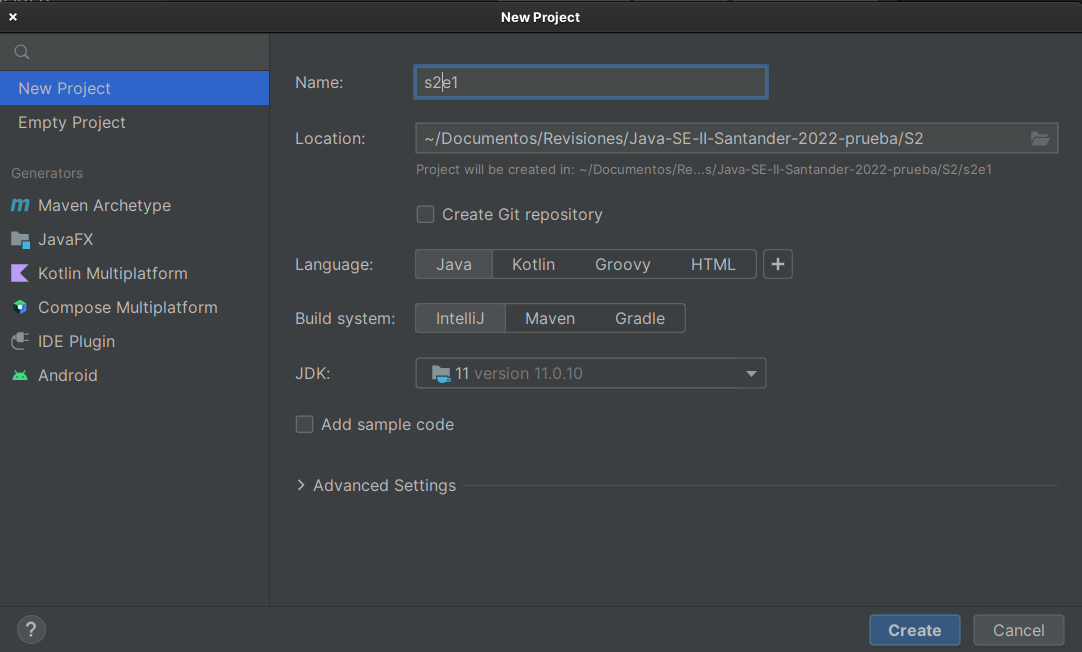 New Project
New Project
Empty Project
Generators
Maven Archetype
JavaFX
Kotlin Multiplatform
Compose Multiplatform
IDE Plugin
Android
Name: s2e1
Location: ~/Documentos/Revisiones/Java-SE-II-Santander-2022-prueba/S2
Project will be created in: ~/Documentos/Re...s/Java-SE-II-Santander-2022-prueba/S2/s2e1
Create Git repository
Language: Java Kotlin Groovy HTML +
Build system: IntelliJ Maven Gradle
JDK: 11 version 11.0.10
Add sample code
Advanced Settings
? Create Cancel